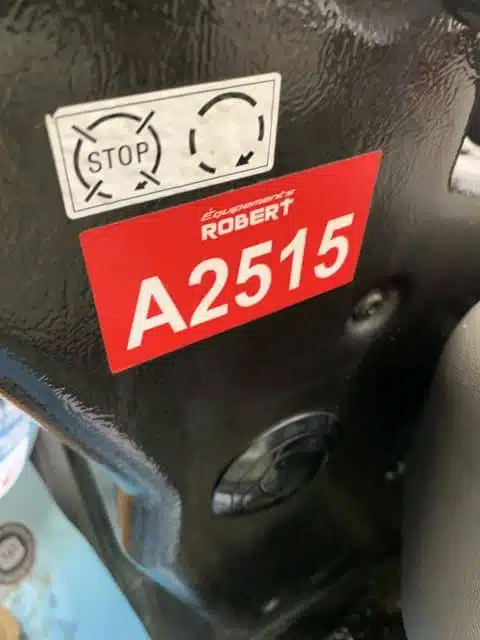 STOP
Équipements
ROBERT
A2515